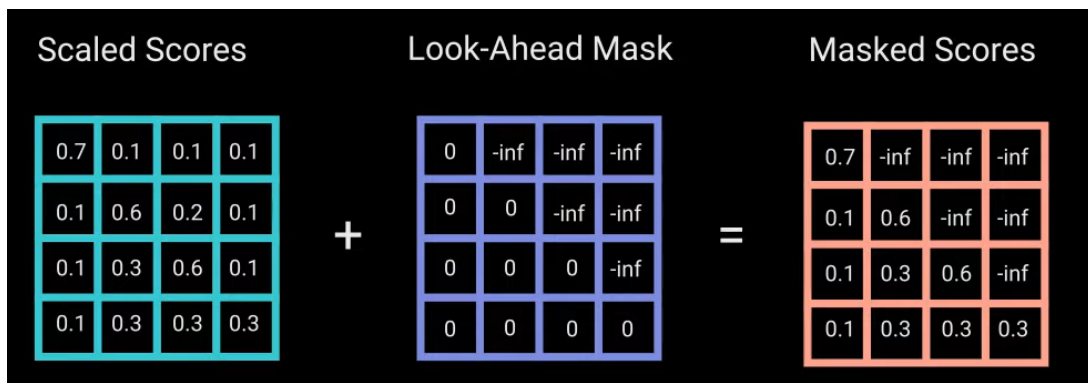 Scaled Scores Look-Ahead Mask Masked Scores
0.7 0.1 0.1 0.1 0 -inf -inf -inf 0.7 -inf -inf -inf
0.1 0.6 0.2 0.1 0 0 -inf -inf 0.1 0.6 -inf -inf
+ =
0.1 0.3 0.6 0.1 0 0 0 -inf 0.1 0.3 0.6 -inf
0.1 0.3 0.3 0.3 0 0 0 0 0.1 0.3 0.3 0.3